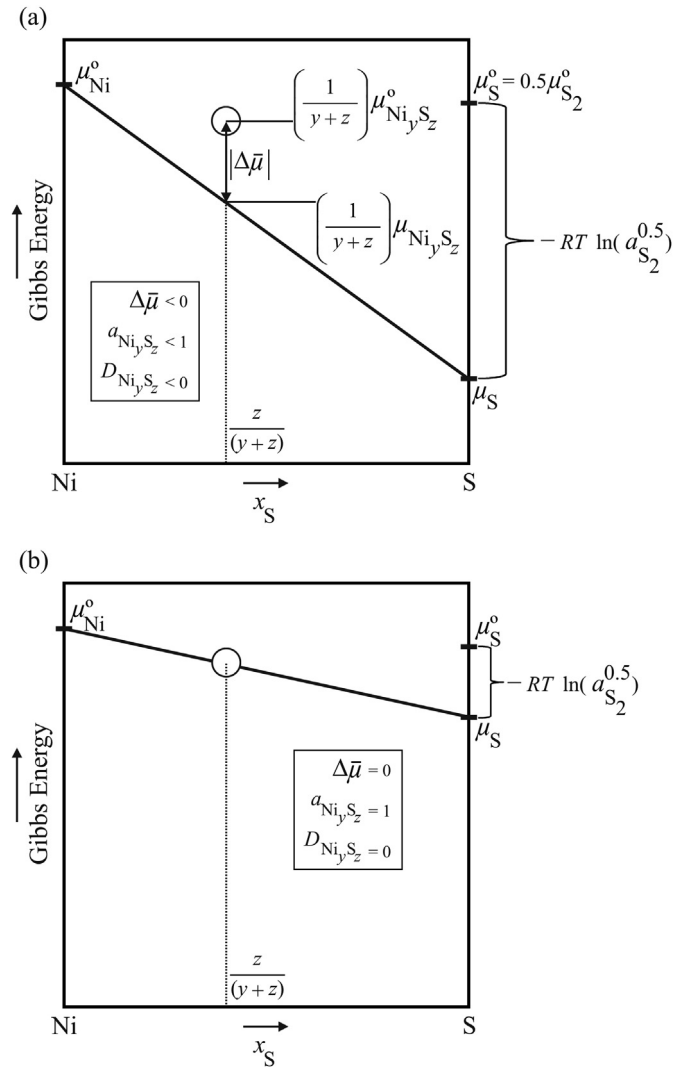 (a)
μ°Ni
(1/(y+z)) μ°NiySz
μ°S = 0.5μ°S2
|Δμ̄|
(1/(y+z)) μNiySz
− RT ln(a0.5S2)
Gibbs Energy
Δμ̄ < 0
aNiySz < 1
DNiySz < 0
μS
z/(y+z)
Ni
S
xS
(b)
μ°Ni
μ°S
− RT ln(a0.5S2)
μS
Gibbs Energy
Δμ̄ = 0
aNiySz = 1
DNiySz = 0
z/(y+z)
Ni
S
xS